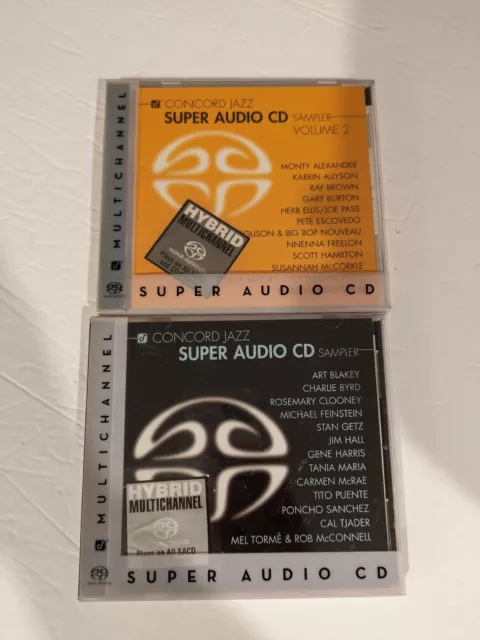 CONCORD JAZZ
SUPER AUDIO CD SAMPLER
VOLUME 2
MULTICHANNEL
MONTY ALEXANDER
KARRIN ALLYSON
RAY BROWN
GARY BURTON
HERB ELLIS/JOE PASS
PETE ESCOVEDO
GUSON & BIG BOP NOUVEAU
NNENNA FREELON
SCOTT HAMILTON
SUSANNAH McCORKLE
HYBRID
MULTICHANNEL
SUPER AUDIO CD
SUPER AUDIO CD
CONCORD JAZZ
SUPER AUDIO CD SAMPLER
MULTICHANNEL
ART BLAKEY
CHARLIE BYRD
ROSEMARY CLOONEY
MICHAEL FEINSTEIN
STAN GETZ
JIM HALL
GENE HARRIS
TANIA MARIA
CARMEN McRAE
TITO PUENTE
PONCHO SANCHEZ
CAL TJADER
MEL TORMÉ & ROB McCONNELL
HYBRID
MULTICHANNEL
Plays on All SACD
SUPER AUDIO CD